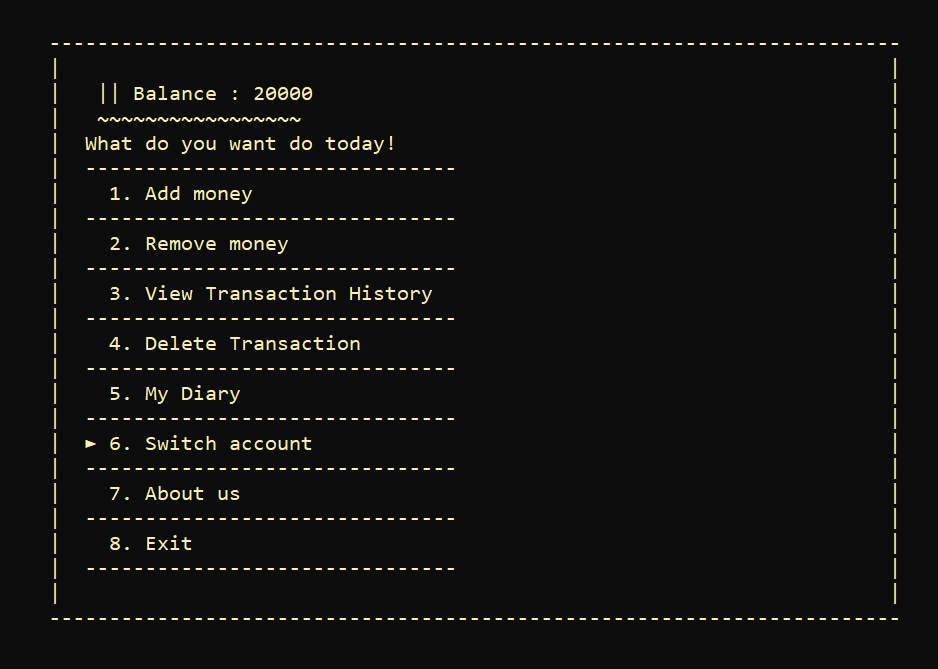 || Balance : 20000
~~~~~~~~~~~~~~~~~
What do you want do today!
-------------------------------
1. Add money
-------------------------------
2. Remove money
-------------------------------
3. View Transaction History
-------------------------------
4. Delete Transaction
-------------------------------
5. My Diary
-------------------------------
► 6. Switch account
-------------------------------
7. About us
-------------------------------
8. Exit
-------------------------------